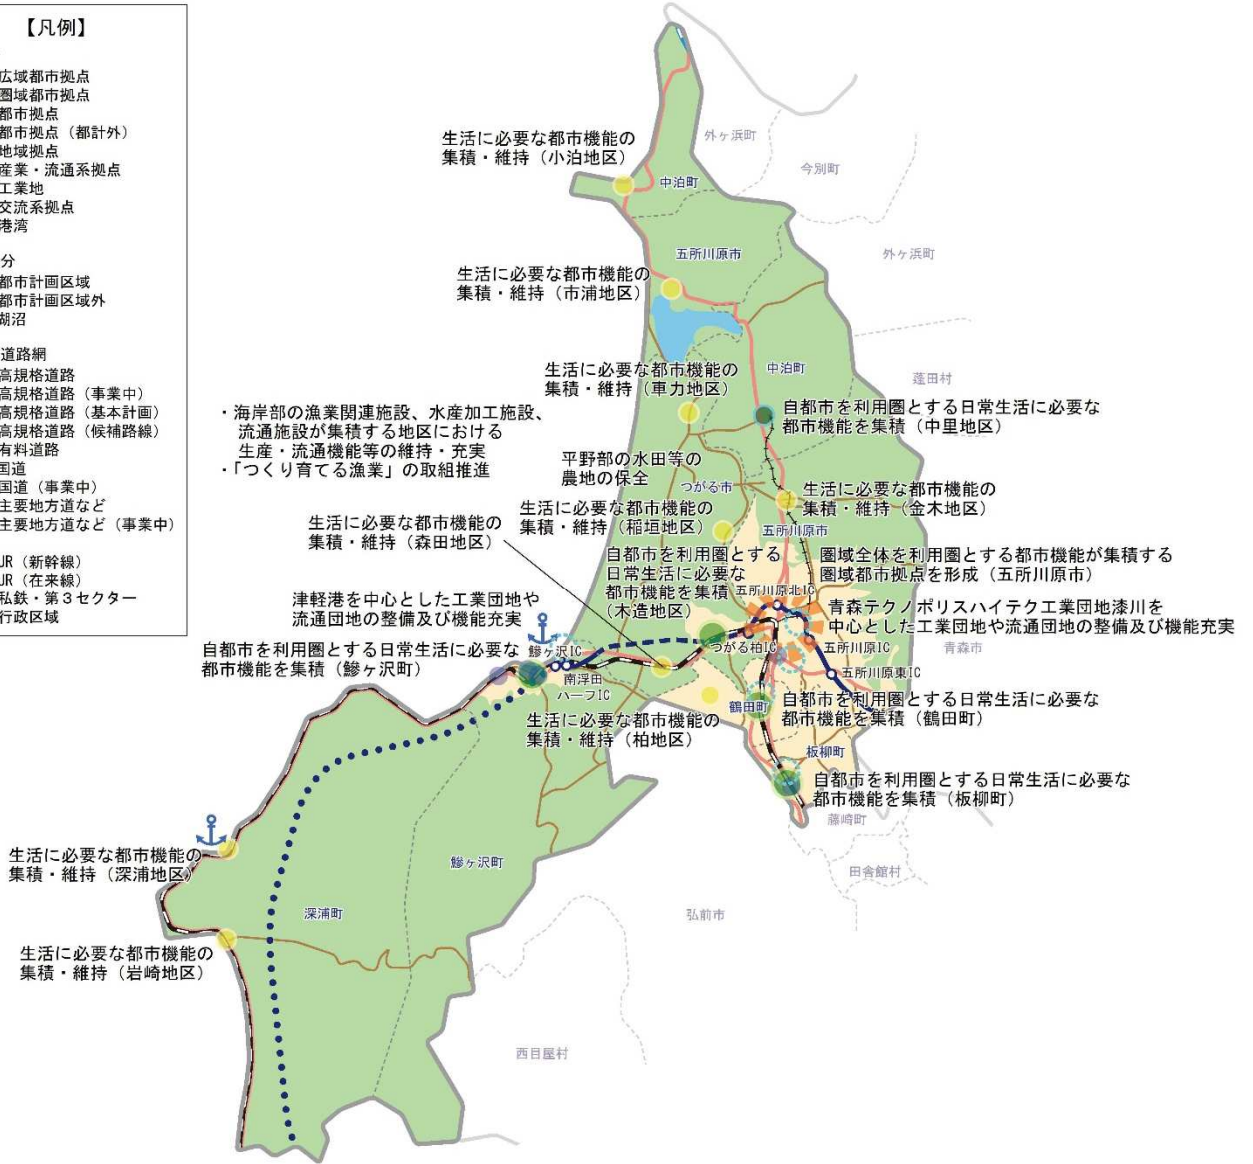 【凡例】
広域都市拠点
圏域都市拠点
都市拠点
都市拠点（都計外）
地域拠点
産業・流通系拠点
工業地
交流系拠点
港湾
分
都市計画区域
都市計画区域外
湖沼
道路網
高規格道路
高規格道路（事業中）
高規格道路（基本計画）
高規格道路（候補路線）
有料道路
国道
国道（事業中）
主要地方道など
主要地方道など（事業中）
JR（新幹線）
JR（在来線）
私鉄・第３セクター
行政区域
外ヶ浜町
今別町
生活に必要な都市機能の
集積・維持（小泊地区）
中泊町
五所川原市
外ヶ浜町
生活に必要な都市機能の
集積・維持（市浦地区）
中泊町
蓬田村
生活に必要な都市機能の
集積・維持（車力地区）
自都市を利用圏とする日常生活に必要な
都市機能を集積（中里地区）
・海岸部の漁業関連施設、水産加工施設、
流通施設が集積する地区における
生産・流通機能等の維持・充実
・「つくり育てる漁業」の取組推進
平野部の水田等の
農地の保全
つがる市
生活に必要な都市機能の
集積・維持（金木地区）
生活に必要な都市機能の
集積・維持（稲垣地区）
五所川原市
生活に必要な都市機能の
集積・維持（森田地区）
自都市を利用圏とする
日常生活に必要な
都市機能を集積
（木造地区）
圏域全体を利用圏とする都市機能が集積する
圏域都市拠点を形成（五所川原市）
五所川原北IC
青森テクノポリスハイテク工業団地漆川を
中心とした工業団地や流通団地の整備及び機能充実
津軽港を中心とした工業団地や
流通団地の整備及び機能充実
つがる柏IC
五所川原IC
青森市
五所川原東IC
自都市を利用圏とする日常生活に必要な
都市機能を集積（鰺ヶ沢町）
鰺ヶ沢IC
南浮田
ハーフIC
鶴田町
自都市を利用圏とする日常生活に必要な
都市機能を集積（鶴田町）
生活に必要な都市機能の
集積・維持（柏地区）
板柳町
自都市を利用圏とする日常生活に必要な
都市機能を集積（板柳町）
藤崎町
田舎館村
生活に必要な都市機能の
集積・維持（深浦地区）
鰺ヶ沢町
深浦町
弘前市
生活に必要な都市機能の
集積・維持（岩崎地区）
西目屋村